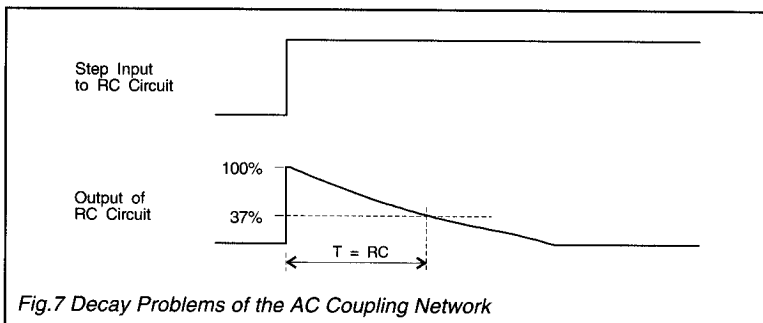 Step Input
to RC Circuit
100%
Output of
RC Circuit
37%
T = RC
Fig.7 Decay Problems of the AC Coupling Network